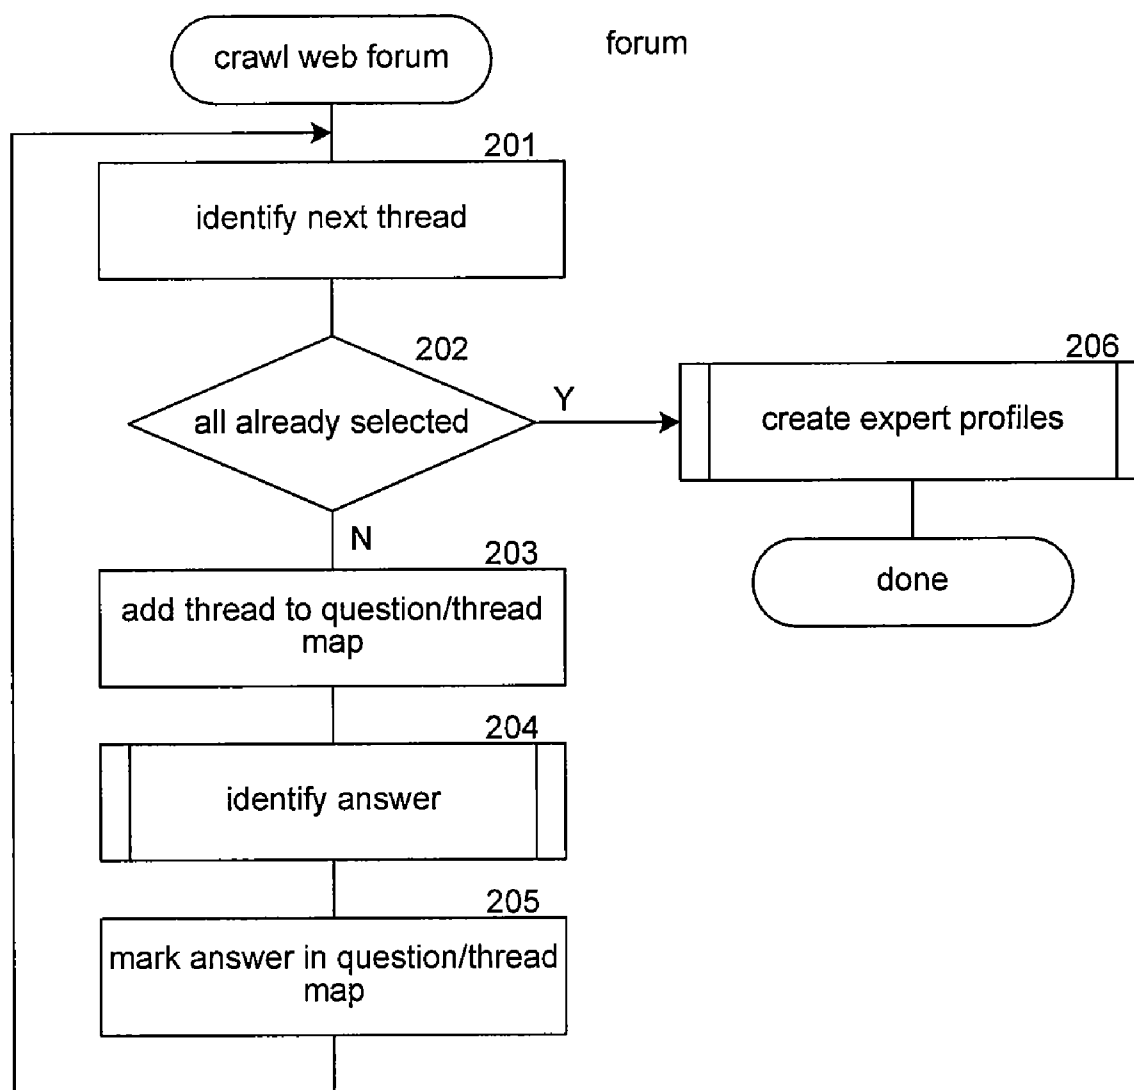 crawl web forum
forum
201
identify next thread
202
all already selected
Y
206
create expert profiles
N
done
203
add thread to question/thread
map
204
identify answer
205
mark answer in question/thread
map